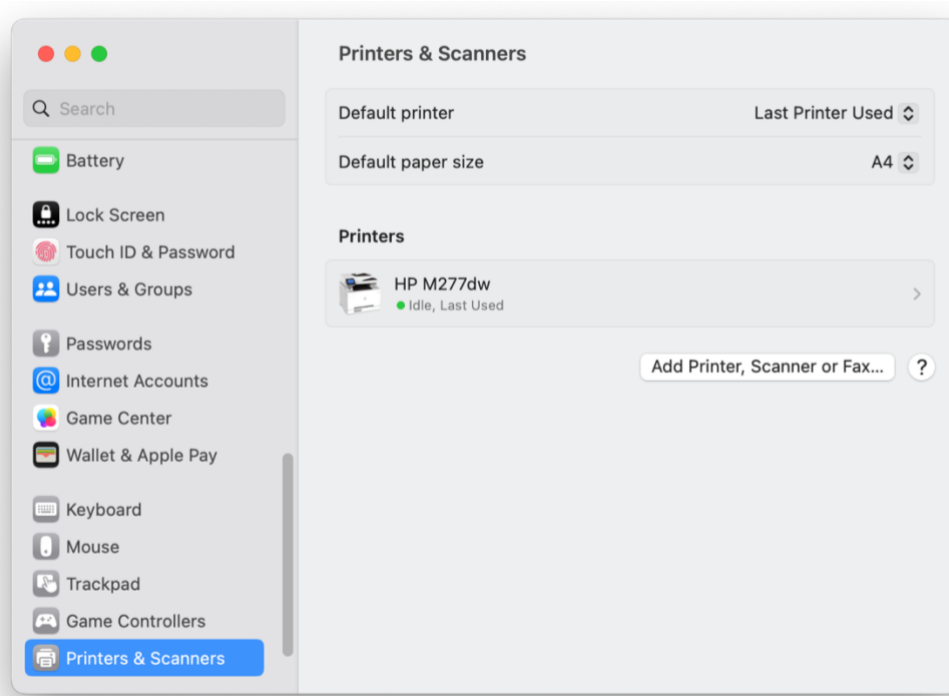 Search
Battery
Lock Screen
Touch ID & Password
Users & Groups
Passwords
Internet Accounts
Game Center
Wallet & Apple Pay
Keyboard
Mouse
Trackpad
Game Controllers
Printers & Scanners
Printers & Scanners
Default printer Last Printer Used
Default paper size A4
Printers
HP M277dw
Idle, Last Used
Add Printer, Scanner or Fax... ?